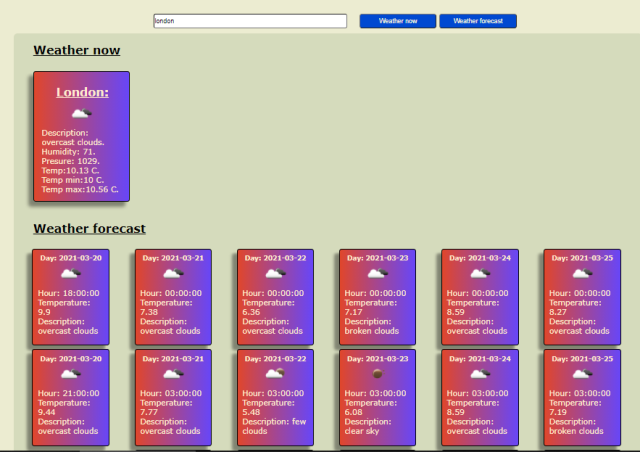 london
Weather now
Weather forecast
Weather now
London:
Description:
overcast clouds.
Humidity: 71.
Presure: 1029.
Temp:10.13 C.
Temp min:10 C.
Temp max:10.56 C.
Weather forecast
Day: 2021-03-20
Hour: 18:00:00
Temperature:
9.9
Description:
overcast clouds
Day: 2021-03-21
Hour: 00:00:00
Temperature:
7.38
Description:
overcast clouds
Day: 2021-03-22
Hour: 00:00:00
Temperature:
6.36
Description:
overcast clouds
Day: 2021-03-23
Hour: 00:00:00
Temperature:
7.17
Description:
broken clouds
Day: 2021-03-24
Hour: 00:00:00
Temperature:
8.59
Description:
overcast clouds
Day: 2021-03-25
Hour: 00:00:00
Temperature:
8.27
Description:
overcast clouds
Day: 2021-03-20
Hour: 21:00:00
Temperature:
9.44
Description:
overcast clouds
Day: 2021-03-21
Hour: 03:00:00
Temperature:
7.77
Description:
overcast clouds
Day: 2021-03-22
Hour: 03:00:00
Temperature:
5.48
Description: few
clouds
Day: 2021-03-23
Hour: 03:00:00
Temperature:
6.08
Description:
clear sky
Day: 2021-03-24
Hour: 03:00:00
Temperature:
8.59
Description:
overcast clouds
Day: 2021-03-25
Hour: 03:00:00
Temperature:
7.19
Description:
broken clouds